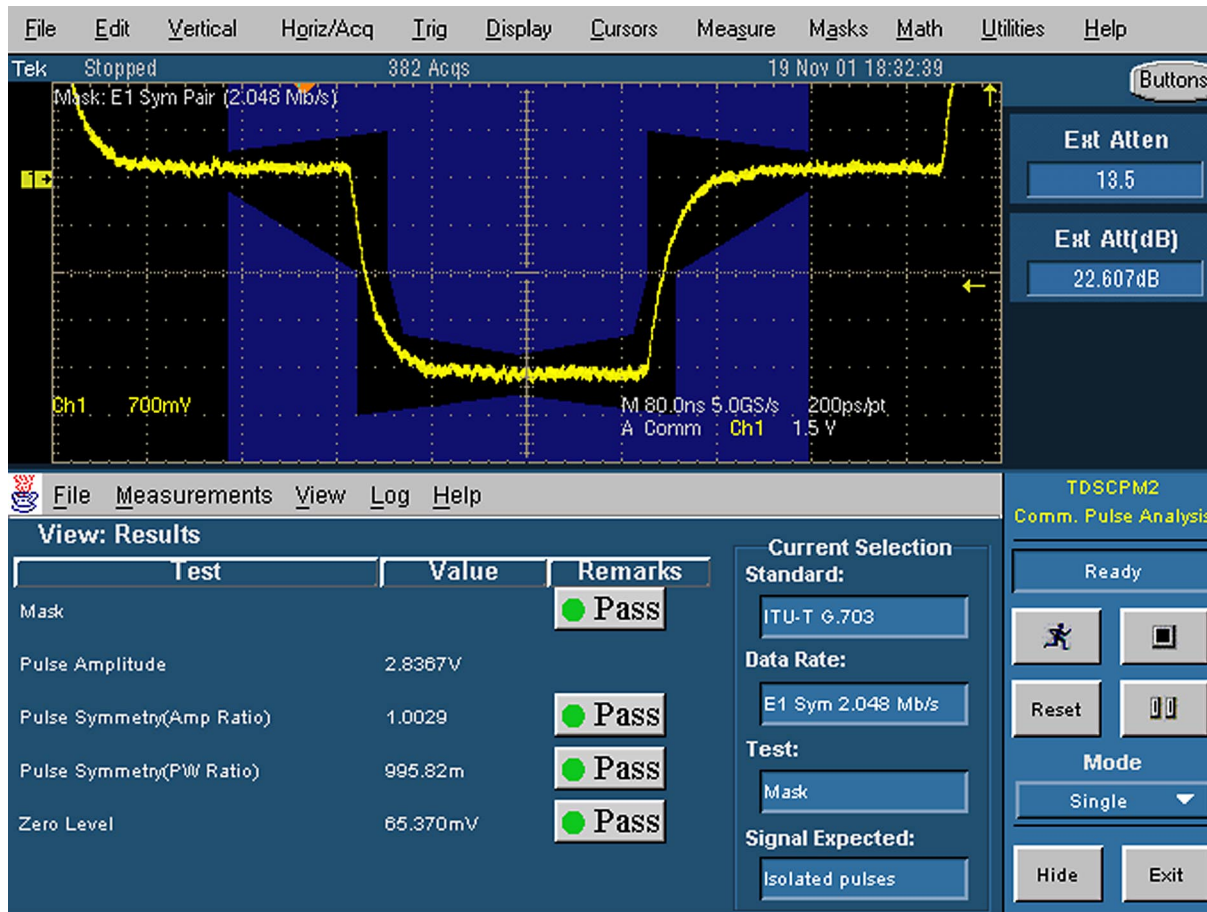 File Edit Vertical Horiz/Acq Trig Display Cursors Measure Masks Math Utilities Help
Tek Stopped 382 Acqs 19 Nov 01 18:32:39
Buttons
Mask: E1 Sym Pair (2.048 Mb/s)
1
Ext Atten
13.5
Ext Att(dB)
22.607dB
Ch1 700mV M 80.0ns 5.0GS/s 200ps/pt
A Comm Ch1 1.5 V
File Measurements View Log Help
TDSCPM2
Comm. Pulse Analysis
View: Results
Test Value Remarks
Mask Pass
Pulse Amplitude 2.8367V
Pulse Symmetry(Amp Ratio) 1.0029 Pass
Pulse Symmetry(PW Ratio) 995.82m Pass
Zero Level 65.370mV Pass
Current Selection
Standard:
ITU-T G.703
Data Rate:
E1 Sym 2.048 Mb/s
Test:
Mask
Signal Expected:
Isolated pulses
Ready
Reset
Mode
Single
Hide Exit